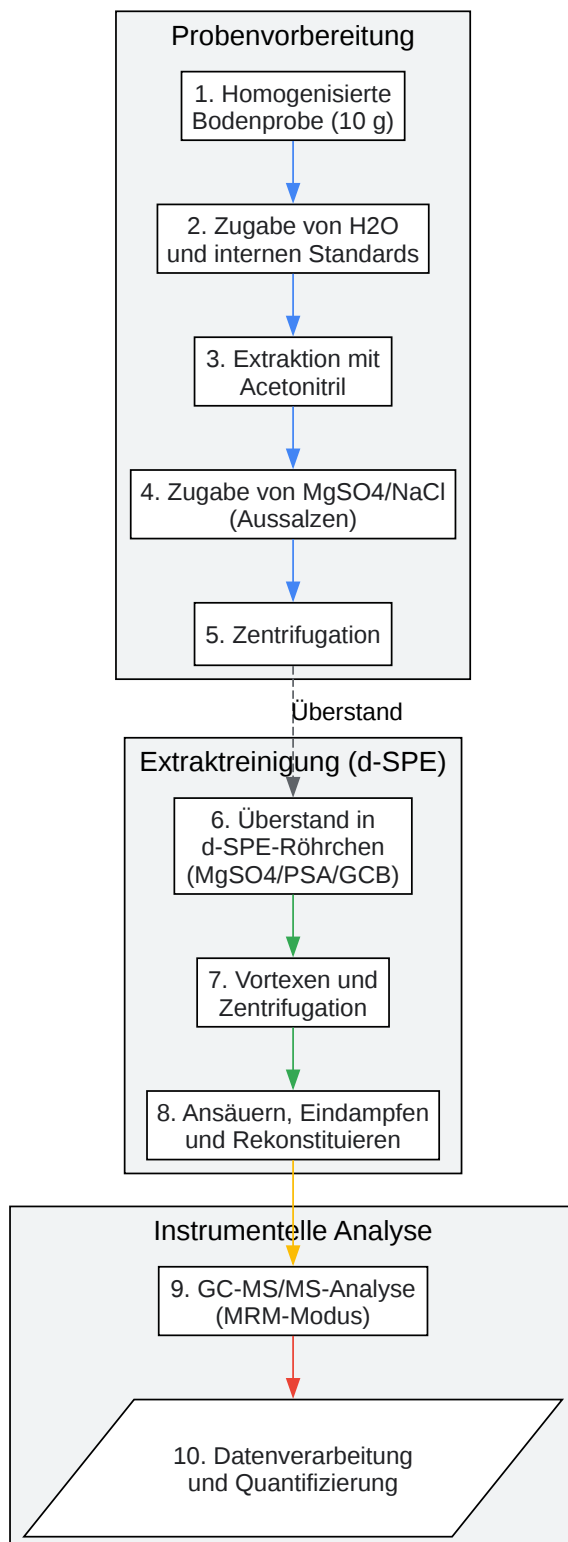 Probenvorbereitung
1. Homogenisierte
Bodenprobe (10 g)
2. Zugabe von H2O
und internen Standards
3. Extraktion mit
Acetonitril
4. Zugabe von MgSO4/NaCl
(Aussalzen)
5. Zentrifugation
Überstand
Extraktreinigung (d-SPE)
6. Überstand in
d-SPE-Röhrchen
(MgSO4/PSA/GCB)
7. Vortexen und
Zentrifugation
8. Ansäuern, Eindampfen
und Rekonstituieren
Instrumentelle Analyse
9. GC-MS/MS-Analyse
(MRM-Modus)
10. Datenverarbeitung
und Quantifizierung